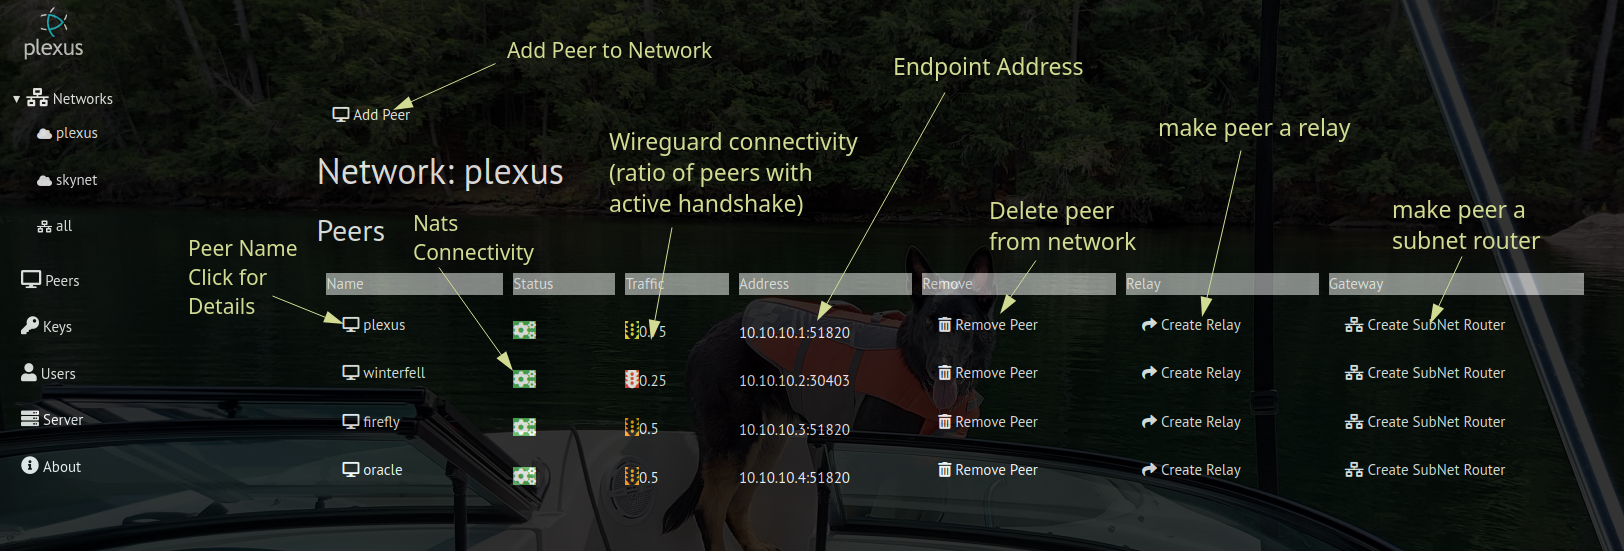 plexus
Networks
plexus
skynet
all
Peers
Keys
Users
Server
About
Add Peer to Network
Add Peer
Network: plexus
Peers
Peer Name
Click for
Details
Nats
Connectivity
Wireguard connectivity
(ratio of peers with
active handshake)
Endpoint Address
Delete peer
from network
make peer a relay
make peer a
subnet router
Name Status Traffic Address Remove Relay Gateway
plexus 0.75 10.10.10.1:51820 Remove Peer Create Relay Create SubNet Router
winterfell 0.25 10.10.10.2:30403 Remove Peer Create Relay Create SubNet Router
firefly 0.5 10.10.10.3:51820 Remove Peer Create Relay Create SubNet Router
oracle 0.5 10.10.10.4:51820 Remove Peer Create Relay Create SubNet Router